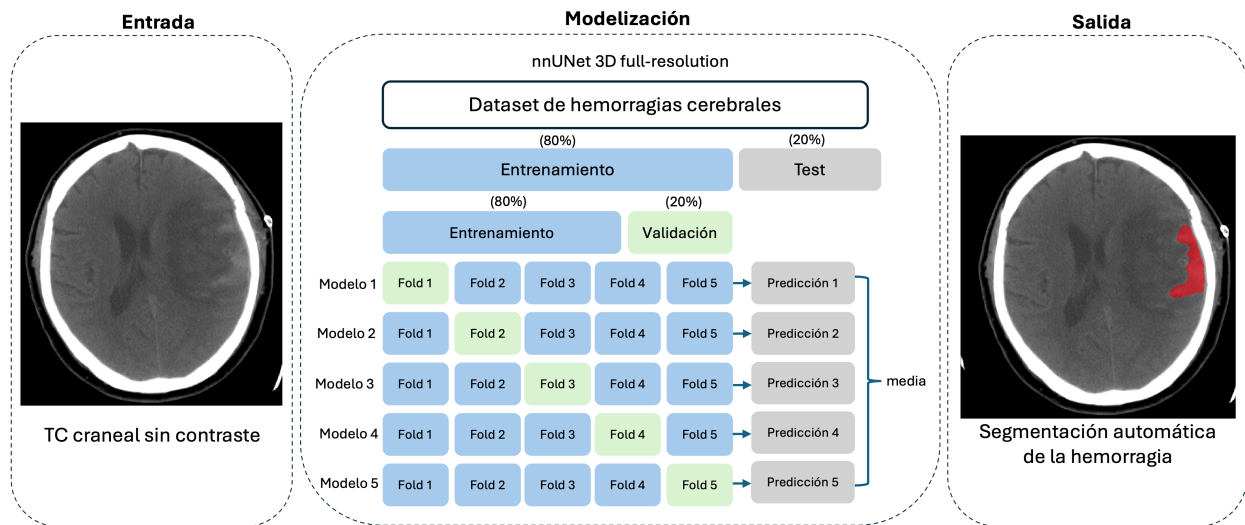 Entrada
Modelización
Salida
nnUNet 3D full-resolution
Dataset de hemorragias cerebrales
(80%)
(20%)
Entrenamiento
Test
(80%)
(20%)
Entrenamiento
Validación
Modelo 1 Fold 1 Fold 2 Fold 3 Fold 4 Fold 5 Predicción 1
Modelo 2 Fold 1 Fold 2 Fold 3 Fold 4 Fold 5 Predicción 2
Modelo 3 Fold 1 Fold 2 Fold 3 Fold 4 Fold 5 Predicción 3
media
Modelo 4 Fold 1 Fold 2 Fold 3 Fold 4 Fold 5 Predicción 4
Modelo 5 Fold 1 Fold 2 Fold 3 Fold 4 Fold 5 Predicción 5
TC craneal sin contraste
Segmentación automática
de la hemorragia